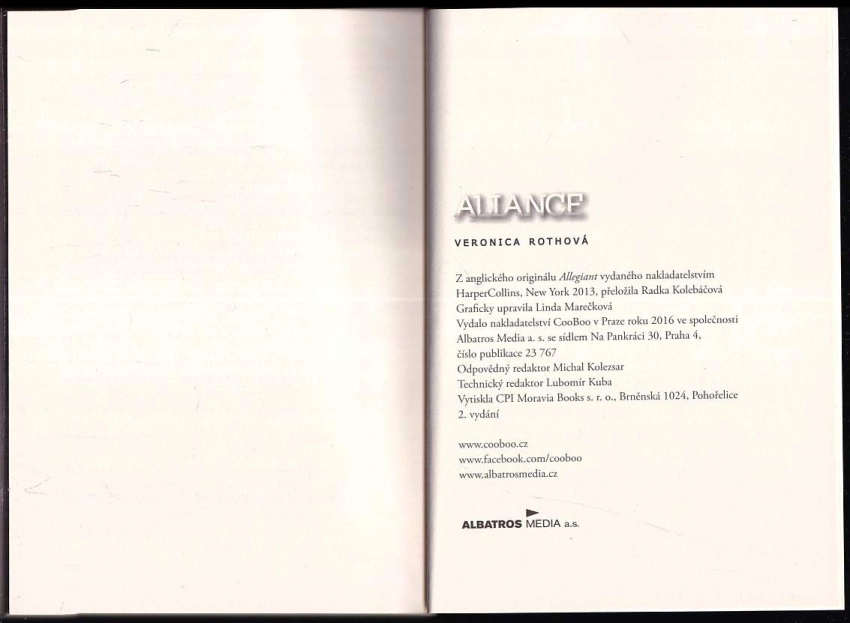 ALIANCE
VERONICA ROTHOVÁ
Z anglického originálu Allegiant vydaného nakladatelstvím
HarperCollins, New York 2013, přeložila Radka Kolebáčová
Graficky upravila Linda Marečková
Vydalo nakladatelství CooBoo v Praze roku 2016 ve společnosti
Albatros Media a. s. se sídlem Na Pankráci 30, Praha 4,
číslo publikace 23 767
Odpovědný redaktor Michal Kolezsar
Technický redaktor Lubomír Kuba
Vytiskla CPI Moravia Books s. r. o., Brněnská 1024, Pohořelice
2. vydání
www.cooboo.cz
www.facebook.com/cooboo
www.albatrosmedia.cz
ALBATROS MEDIA a.s.